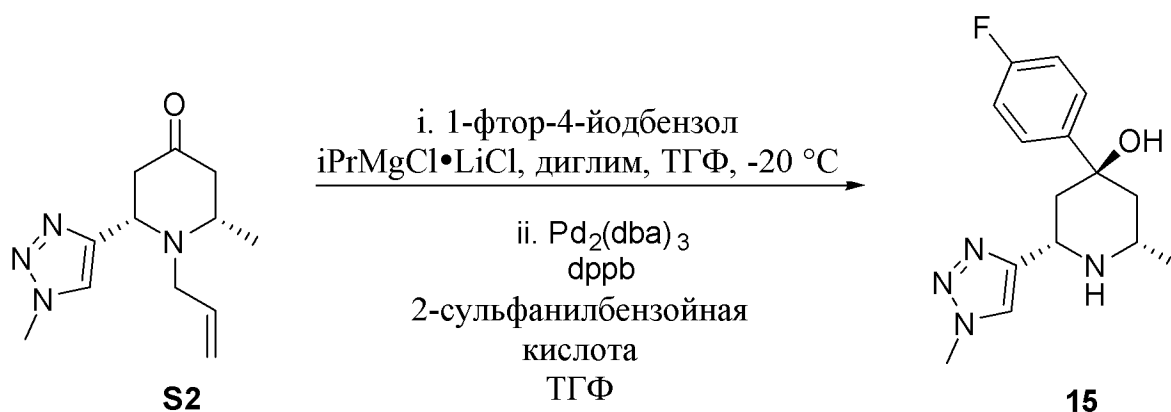 i. 1-фтор-4-йодбензол
iPrMgCl•LiCl, диглим, ТГФ, -20 °C
ii. Pd2(dba)3
dppb
2-сульфанилбензойная
кислота
ТГФ
O
N
N
N
N
S2
F
OH
N
N
N
N
H
15